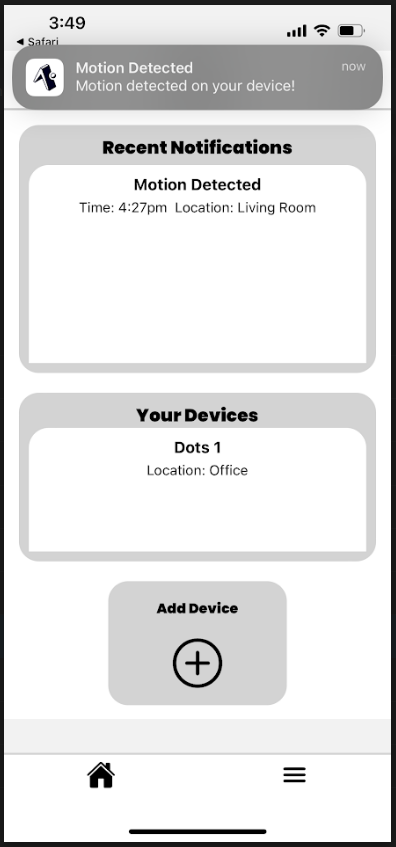 3:49
Safari
Motion Detected
now
Motion detected on your device!
Recent Notifications
Motion Detected
Time: 4:27pm Location: Living Room
Your Devices
Dots 1
Location: Office
Add Device